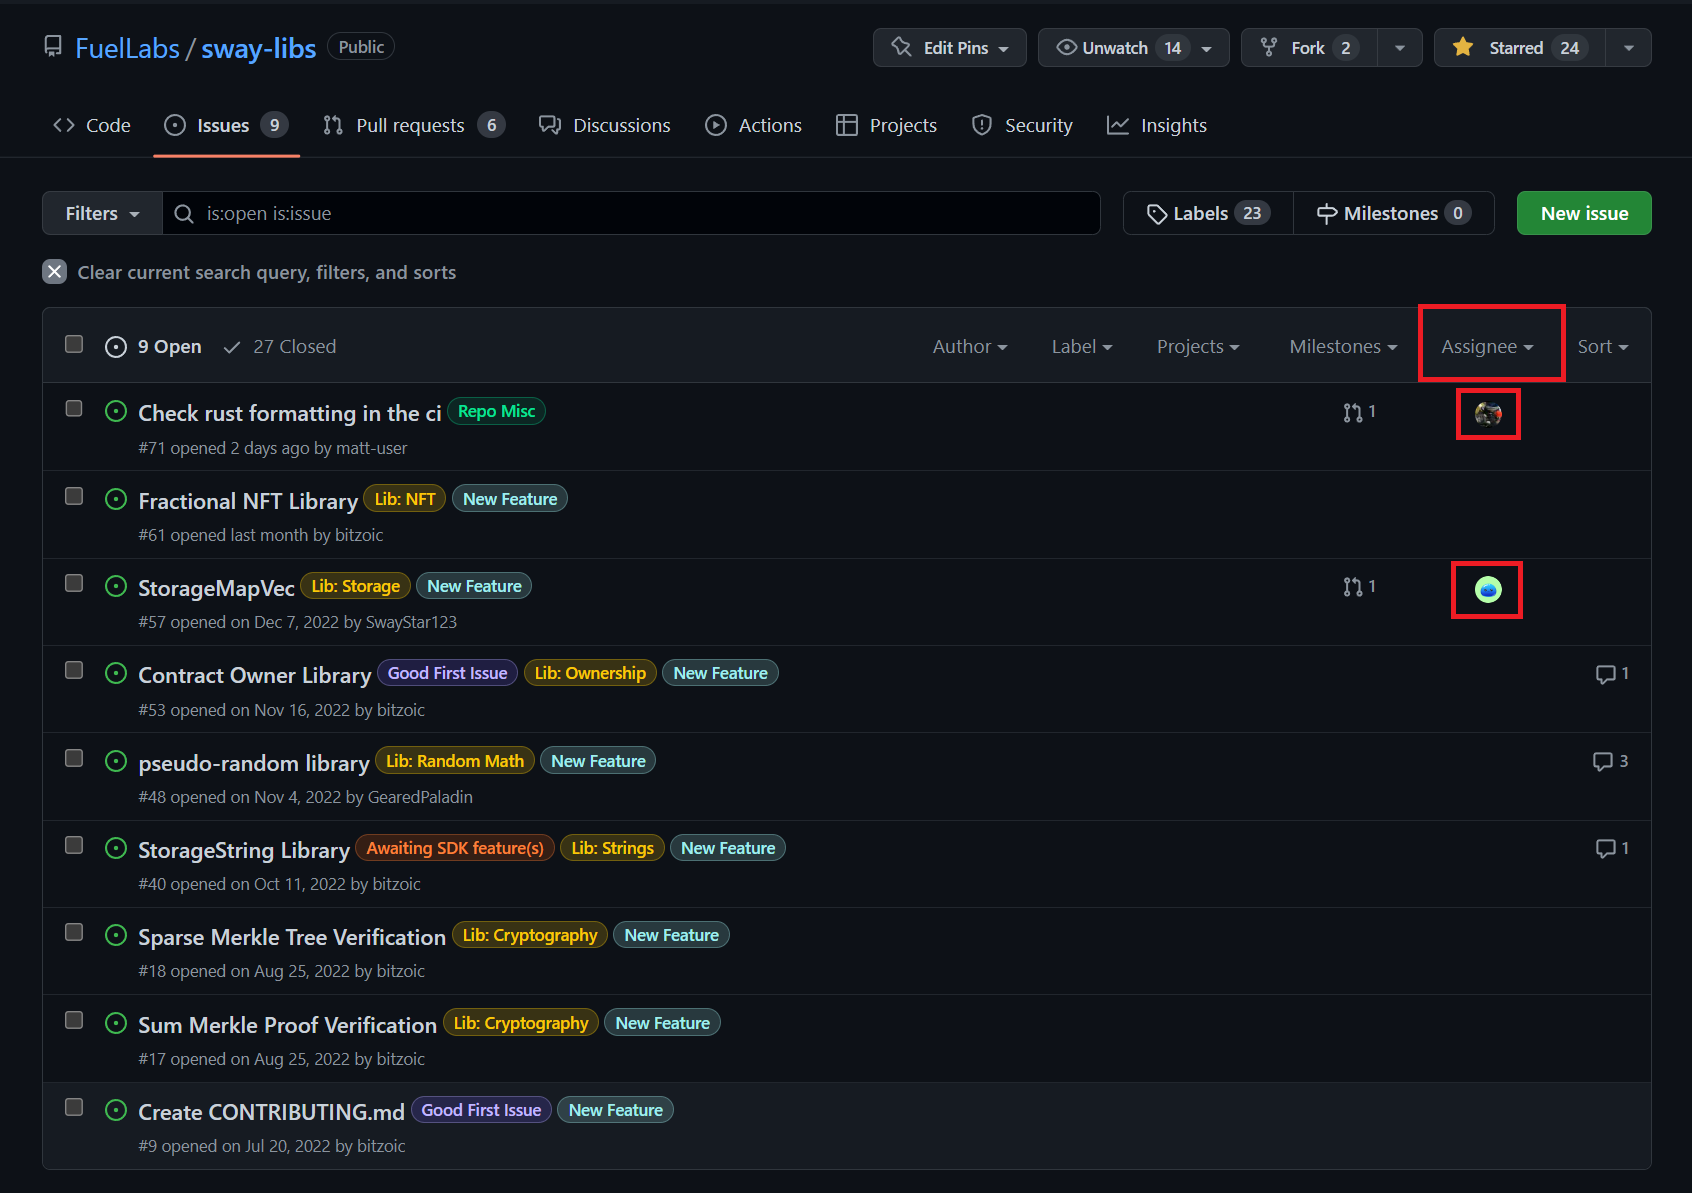 FuelLabs / sway-libs Public Edit Pins Unwatch 14 Fork 2 Starred 24
Code Issues 9 Pull requests 6 Discussions Actions Projects Security Insights
Filters is:open is:issue Labels 23 Milestones 0 New issue
Clear current search query, filters, and sorts
9 Open 27 Closed Author Label Projects Milestones Assignee Sort
Check rust formatting in the ci Repo Misc 1
#71 opened 2 days ago by matt-user
Fractional NFT Library Lib: NFT New Feature
#61 opened last month by bitzoic
StorageMapVec Lib: Storage New Feature 1
#57 opened on Dec 7, 2022 by SwayStar123
Contract Owner Library Good First Issue Lib: Ownership New Feature 1
#53 opened on Nov 16, 2022 by bitzoic
pseudo-random library Lib: Random Math New Feature 3
#48 opened on Nov 4, 2022 by GearedPaladin
StorageString Library Awaiting SDK feature(s) Lib: Strings New Feature 1
#40 opened on Oct 11, 2022 by bitzoic
Sparse Merkle Tree Verification Lib: Cryptography New Feature
#18 opened on Aug 25, 2022 by bitzoic
Sum Merkle Proof Verification Lib: Cryptography New Feature
#17 opened on Aug 25, 2022 by bitzoic
Create CONTRIBUTING.md Good First Issue New Feature
#9 opened on Jul 20, 2022 by bitzoic